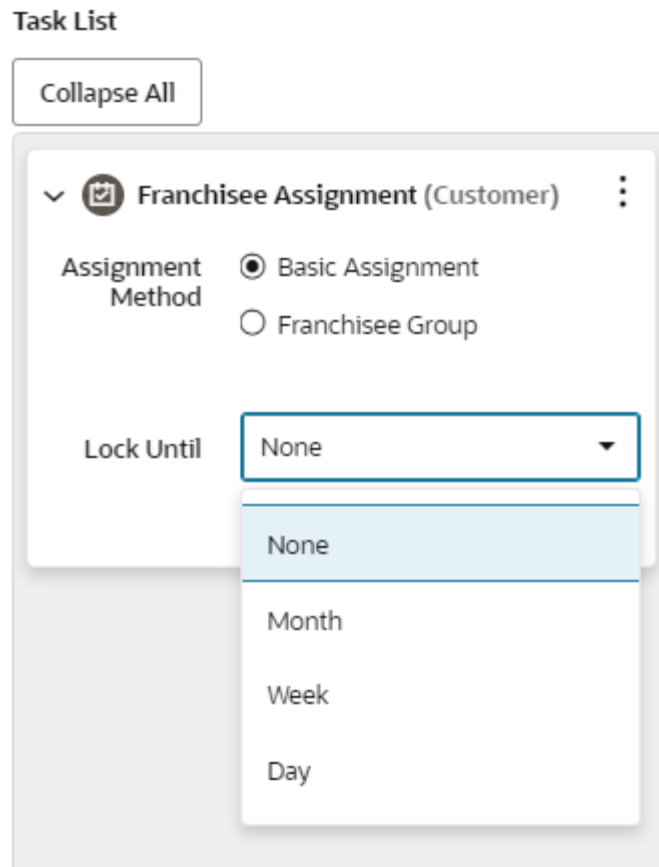 Task List
Collapse All
Franchisee Assignment (Customer)
Assignment
Method
Basic Assignment
Franchisee Group
Lock Until
None
None
Month
Week
Day